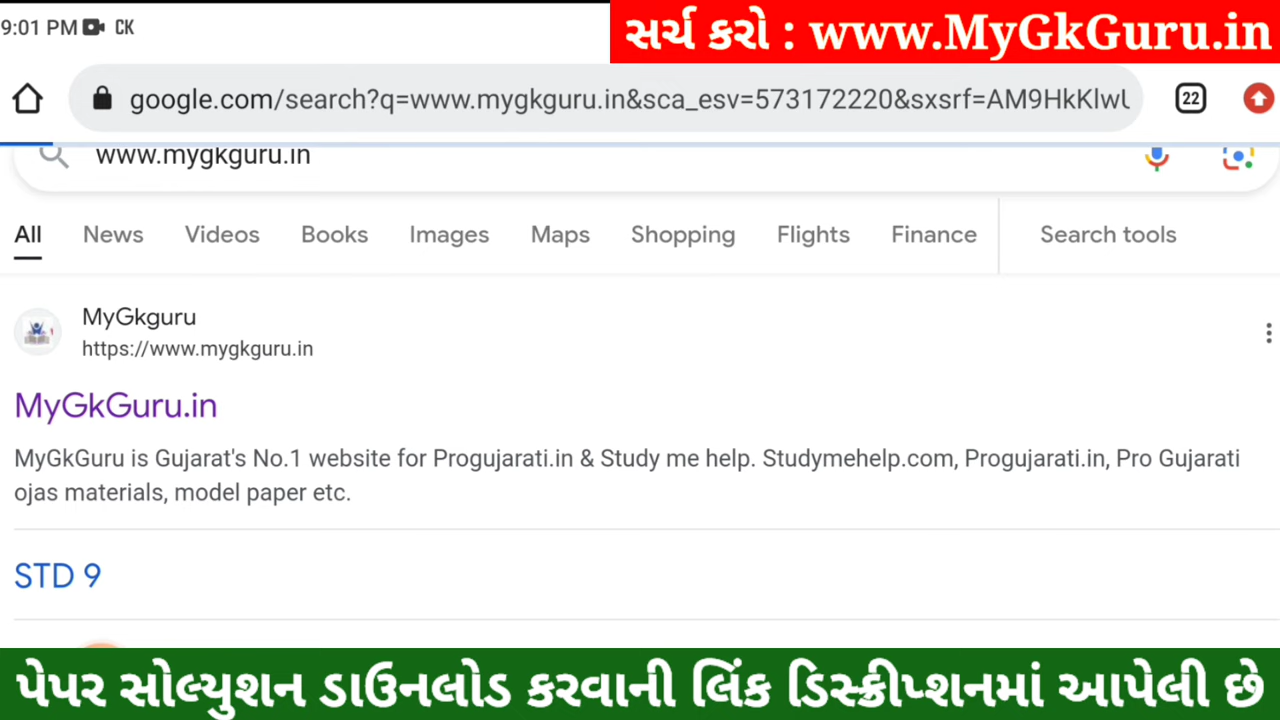 9:01 PM CK
સર્ચ કરો : www.MyGkGuru.in
google.com/search?q=www.mygkguru.in&sca_esv=573172220&sxsrf=AM9HkKlwU
22
www.mygkguru.in
All News Videos Books Images Maps Shopping Flights Finance Search tools
MyGkguru
https://www.mygkguru.in
MyGkGuru.in
MyGkGuru is Gujarat's No.1 website for Progujarati.in & Study me help. Studymehelp.com, Progujarati.in, Pro Gujarati
ojas materials, model paper etc.
STD 9
પેપર સોલ્યુશન ડાઉનલોડ કરવાની લિંક ડિસ્ક્રીપ્શનમાં આપેલી છે